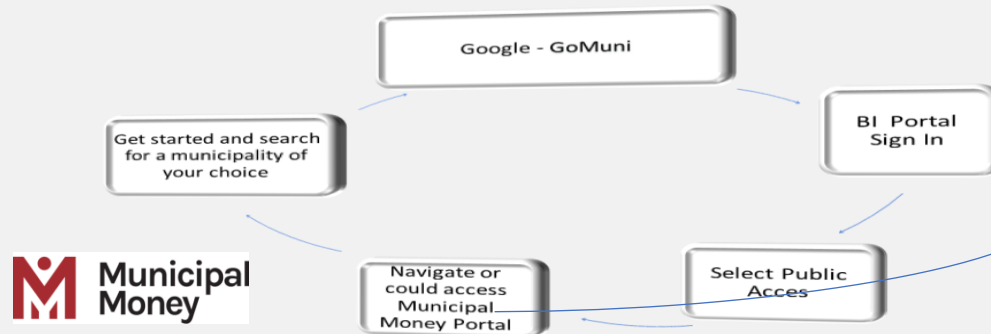 Google - GoMuni
BI Portal
Sign In
Select Public
Acces
Navigate or
could access
Municipal
Money Portal
Get started and search
for a municipality of
your choice
Municipal
Money